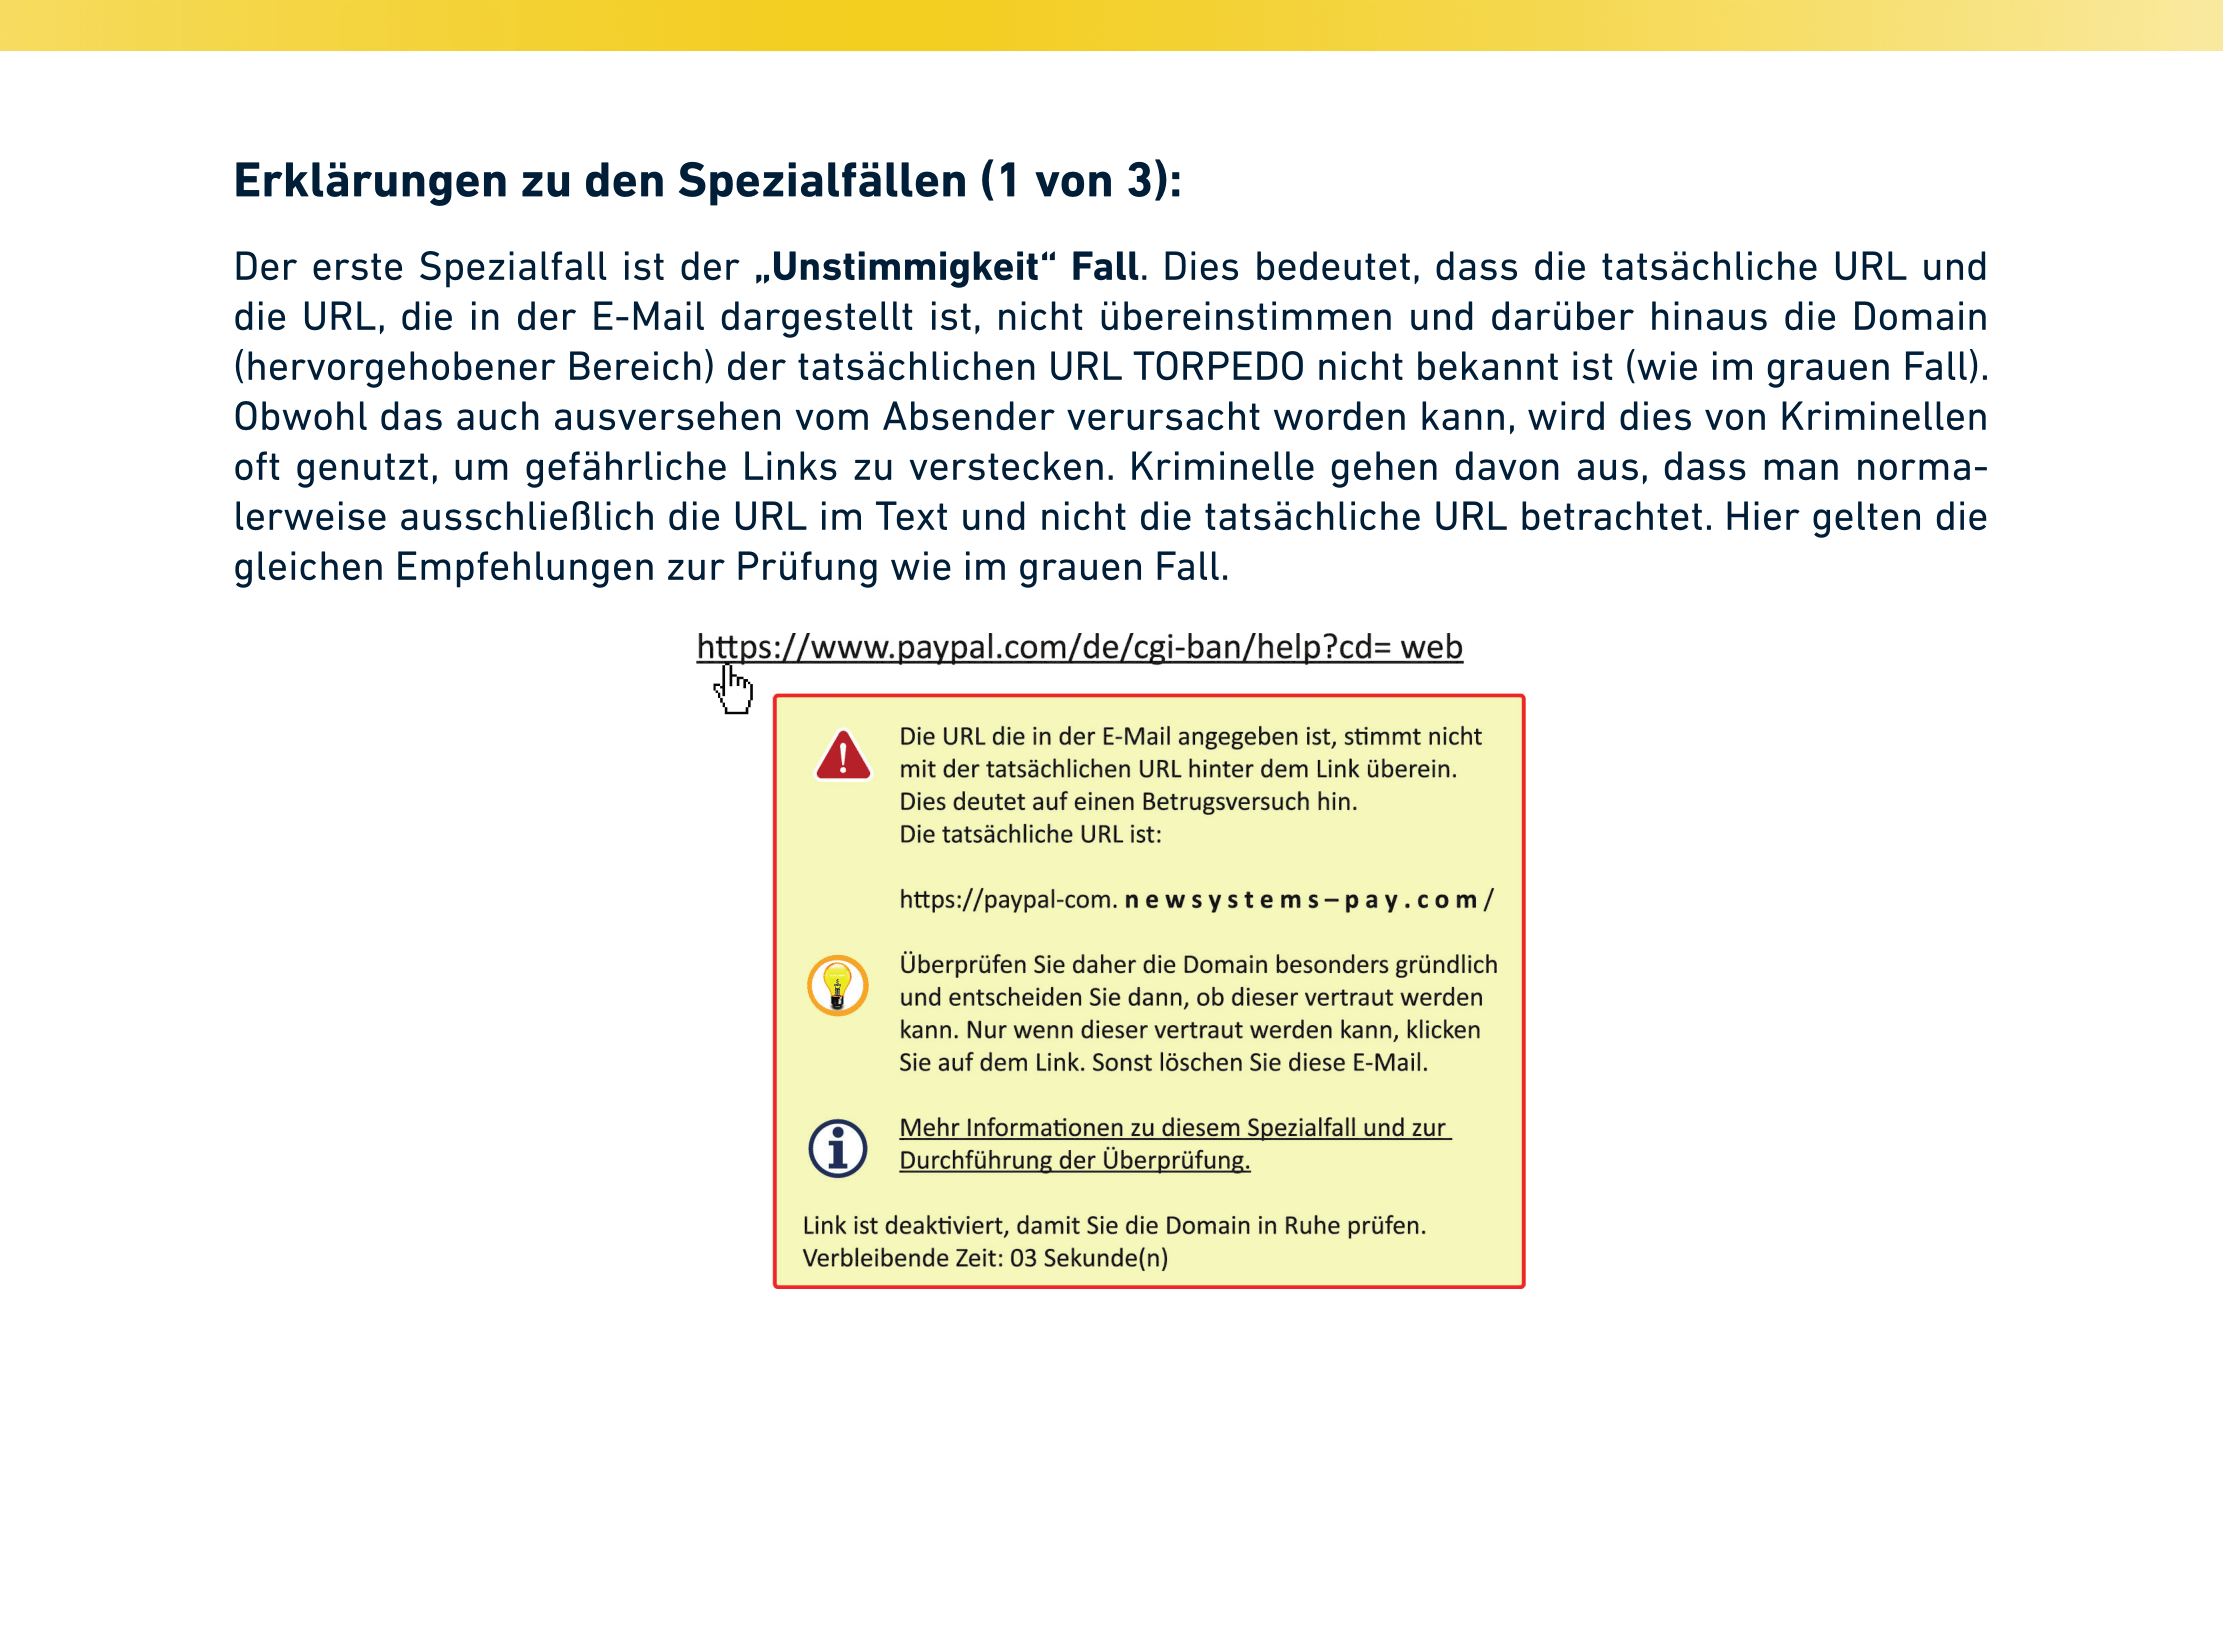 Erklärungen zu den Spezialfällen (1 von 3):
Der erste Spezialfall ist der „Unstimmigkeit“ Fall. Dies bedeutet, dass die tatsächliche URL und
die URL, die in der E-Mail dargestellt ist, nicht übereinstimmen und darüber hinaus die Domain
(hervorgehobener Bereich) der tatsächlichen URL TORPEDO nicht bekannt ist (wie im grauen Fall).
Obwohl das auch ausversehen vom Absender verursacht worden kann, wird dies von Kriminellen
oft genutzt, um gefährliche Links zu verstecken. Kriminelle gehen davon aus, dass man norma-
lerweise ausschließlich die URL im Text und nicht die tatsächliche URL betrachtet. Hier gelten die
gleichen Empfehlungen zur Prüfung wie im grauen Fall.
https://www.paypal.com/de/cgi-ban/help?cd= web
Die URL die in der E-Mail angegeben ist, stimmt nicht
mit der tatsächlichen URL hinter dem Link überein.
Dies deutet auf einen Betrugsversuch hin.
Die tatsächliche URL ist:
https://paypal-com. n e w s y s t e m s – p a y . c o m /
Überprüfen Sie daher die Domain besonders gründlich
und entscheiden Sie dann, ob dieser vertraut werden
kann. Nur wenn dieser vertraut werden kann, klicken
Sie auf dem Link. Sonst löschen Sie diese E-Mail.
Mehr Informationen zu diesem Spezialfall und zur
Durchführung der Überprüfung.
Link ist deaktiviert, damit Sie die Domain in Ruhe prüfen.
Verbleibende Zeit: 03 Sekunde(n)